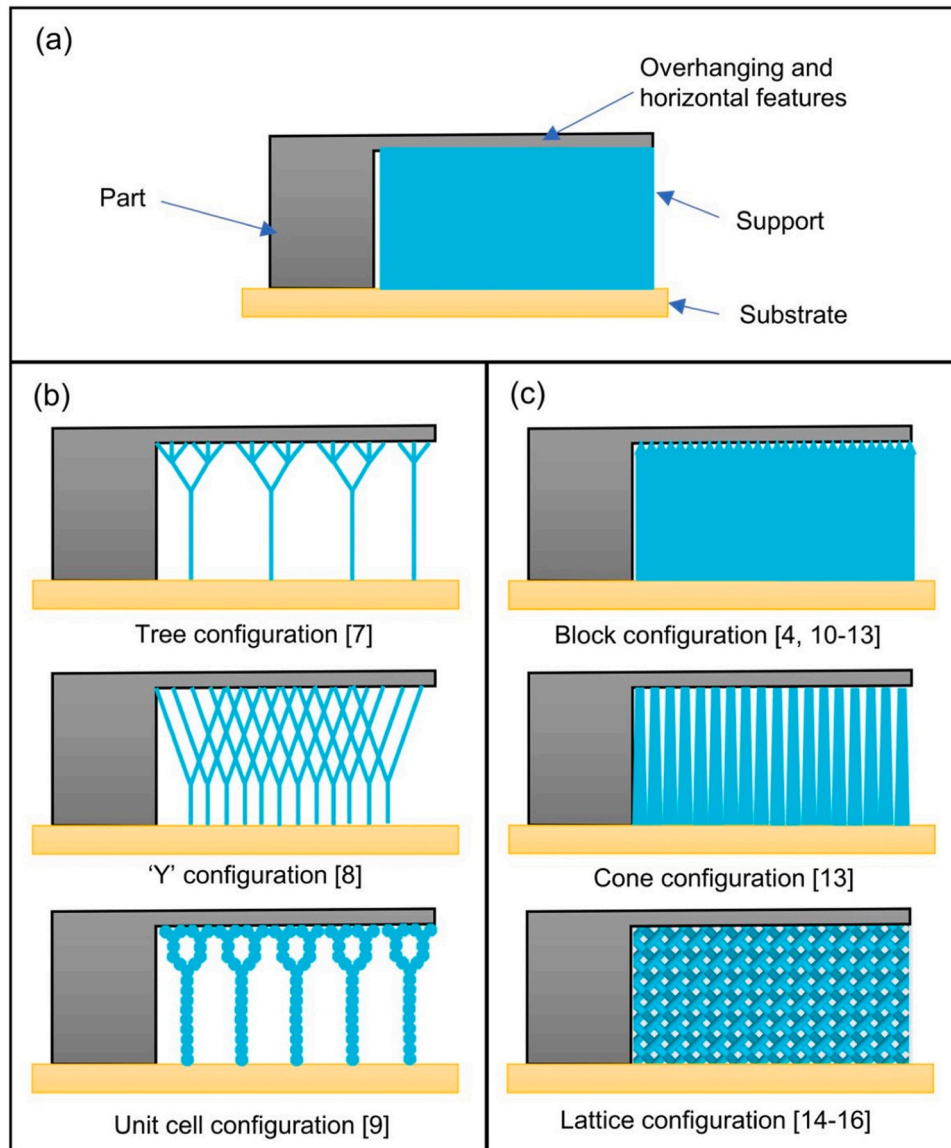 (a)
Overhanging and
horizontal features
Part
Support
Substrate
(b)
Tree configuration [7]
‘Y’ configuration [8]
Unit cell configuration [9]
(c)
Block configuration [4, 10-13]
Cone configuration [13]
Lattice configuration [14-16]